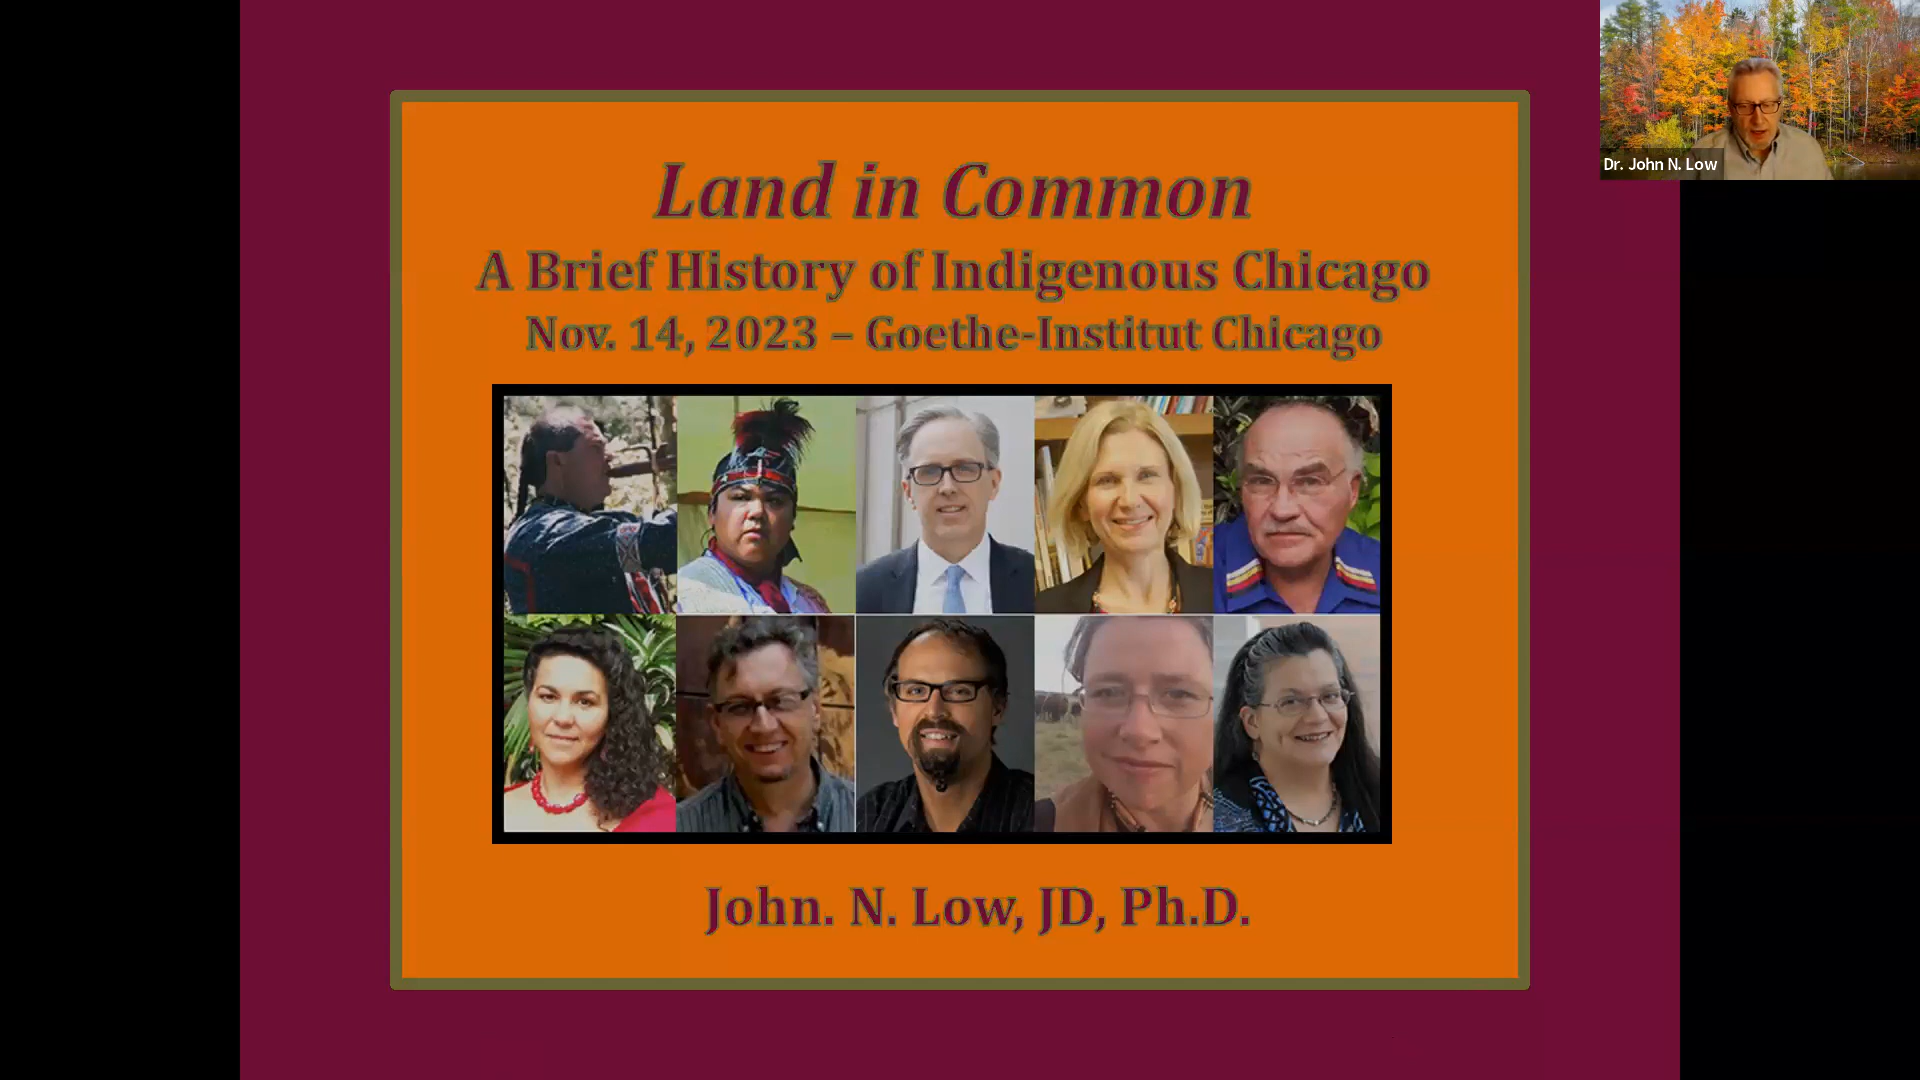 Land in Common
A Brief History of Indigenous Chicago
Nov. 14, 2023 – Goethe-Institut Chicago
John. N. Low, JD, Ph.D.
Dr. John N. Low